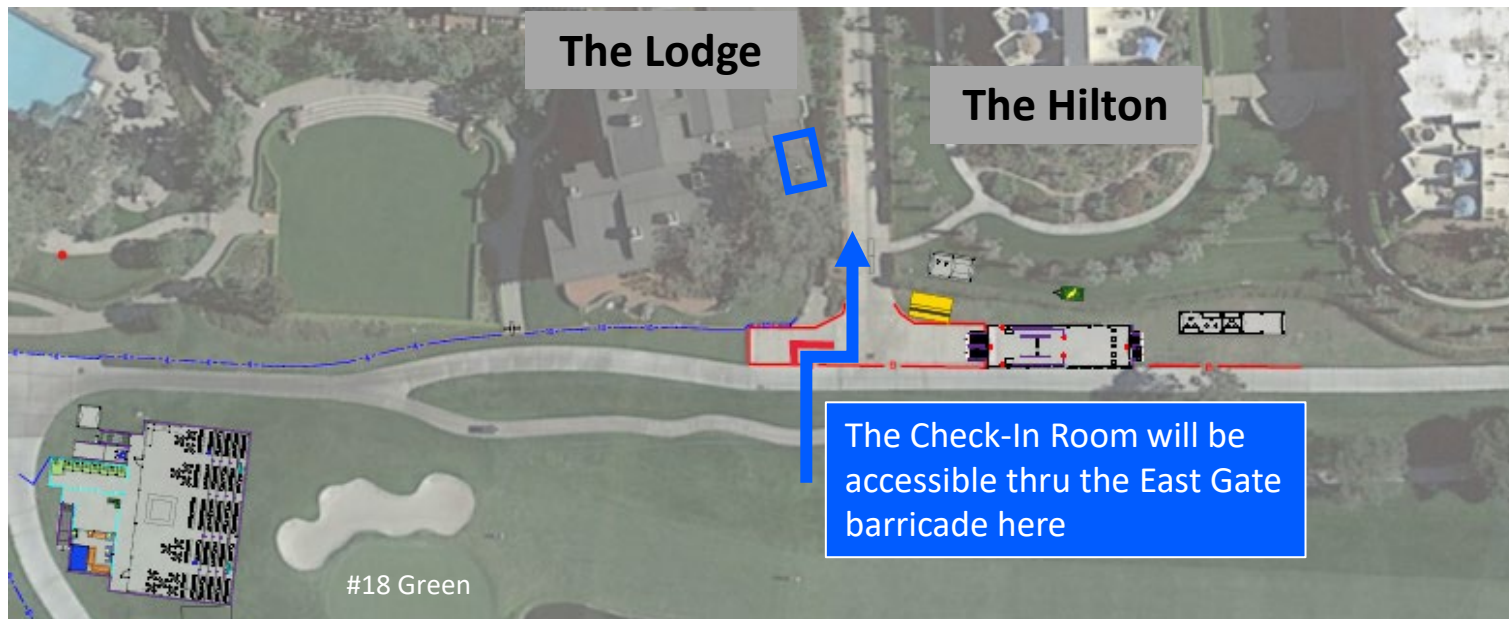 The Lodge
The Hilton
The Check-In Room will be
accessible thru the East Gate
barricade here
#18 Green